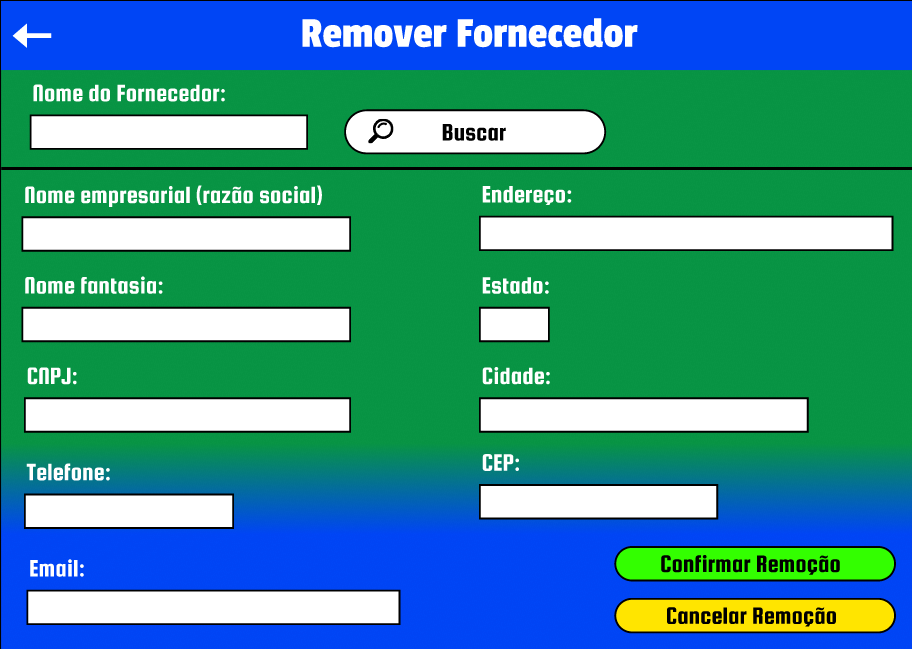 Remover Fornecedor
Nome do Fornecedor:
Buscar
Nome empresarial (razão social)
Endereço:
Nome fantasia:
Estado:
CNPJ:
Cidade:
Telefone:
CEP:
Email:
Confirmar Remoção
Cancelar Remoção